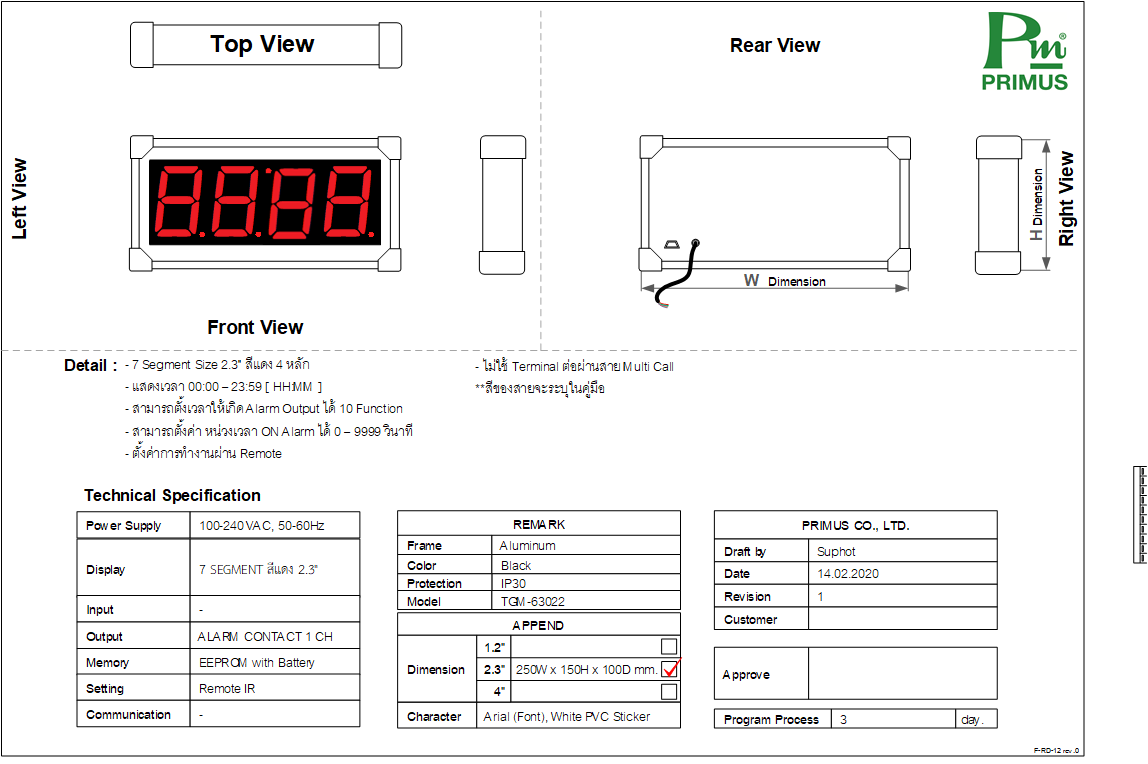 Top View
Rear View
Pm®
PRIMUS
Left View
8.8:8.8.
H Dimension
Right View
W Dimension
Front View
Detail :
- 7 Segment Size 2.3" สีแดง 4 หลัก
- แสดงเวลา 00:00 – 23:59 [ HH:MM ]
- สามารถตั้งเวลาให้เกิด Alarm Output ได้ 10 Function
- สามารถตั้งค่า หน่วงเวลา ON Alarm ได้ 0 – 9999 วินาที
- ตั้งค่าการทำงานผ่าน Remote
- ไม่ใช้ Terminal ต่อผ่านสาย Multi Call
**สีของสายจะระบุในคู่มือ
Technical Specification
Power Supply 100-240 VAC, 50-60Hz
Display 7 SEGMENT สีแดง 2.3"
Input -
Output ALARM CONTACT 1 CH
Memory EEPROM with Battery
Setting Remote IR
Communication -
REMARK
Frame Aluminum
Color Black
Protection IP30
Model TGM-63022
APPEND
Dimension
1.2"
2.3" 250W x 150H x 100D mm.
4"
Character Arial (Font), White PVC Sticker
PRIMUS CO., LTD.
Draft by Suphot
Date 14.02.2020
Revision 1
Customer
Approve
Program Process 3 day.
F-RD-12 rev .0